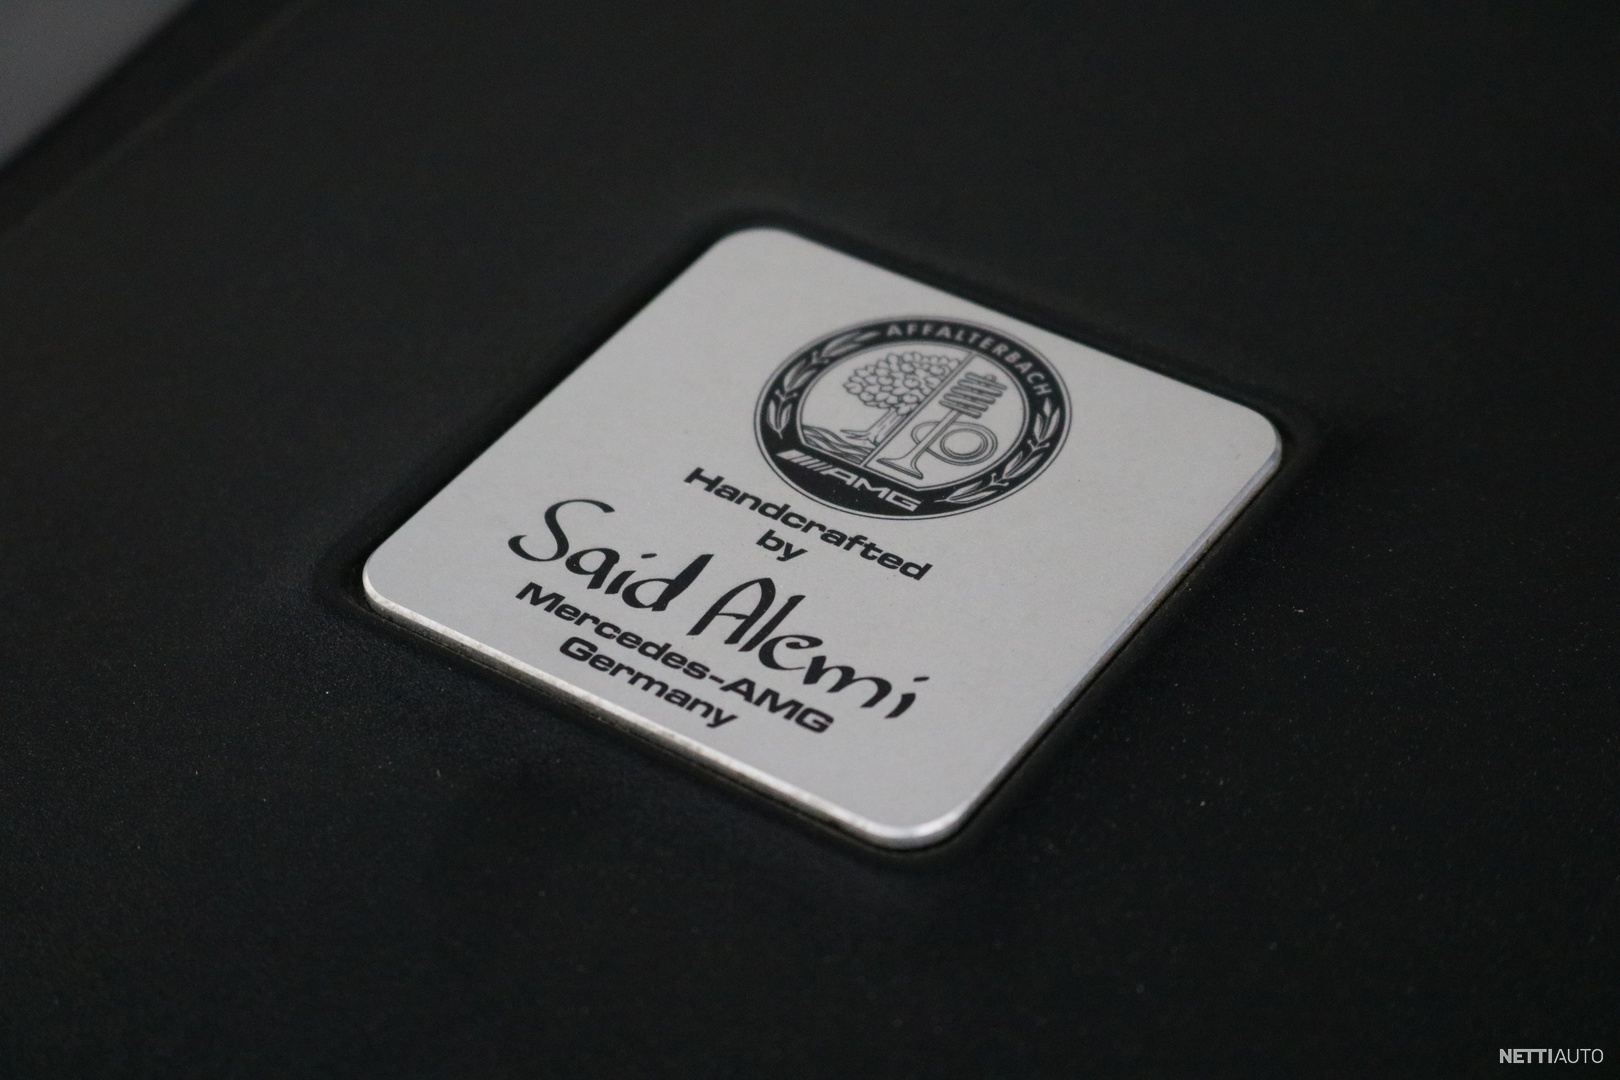 AFFALTERBACH
AMG
Handcrafted
by
Said Alemi
Mercedes-AMG
Germany
NETTIAUTO